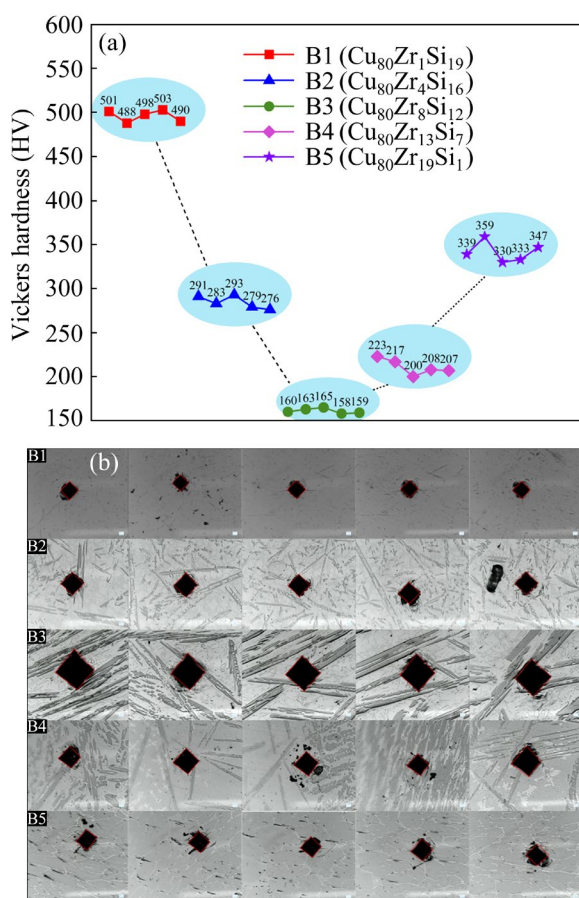 600
(a)
B1 (Cu₈₀Zr₁Si₁₉)
B2 (Cu₈₀Zr₄Si₁₆)
B3 (Cu₈₀Zr₈Si₁₂)
B4 (Cu₈₀Zr₁₃Si₇)
B5 (Cu₈₀Zr₁₉Si₁)
550
500
450
400
350
300
250
200
150
Vickers hardness (HV)
501 488 498 503 490
291 283 293 279 276
160 163 165 158 159
223 217 200 208 207
339 359 330 333 347
(b)
B1
B2
B3
B4
B5